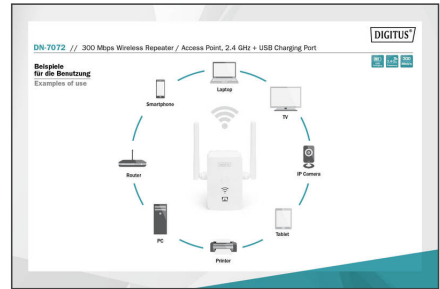 DIGITUS®
DN-7072 // 300 Mbps Wireless Repeater / Access Point, 2.4 GHz + USB Charging Port
Beispiele
für die Benutzung
Examples of use
300
Laptop
Smartphone
TV
Router
IP Camera
PC
Tablet
Printer